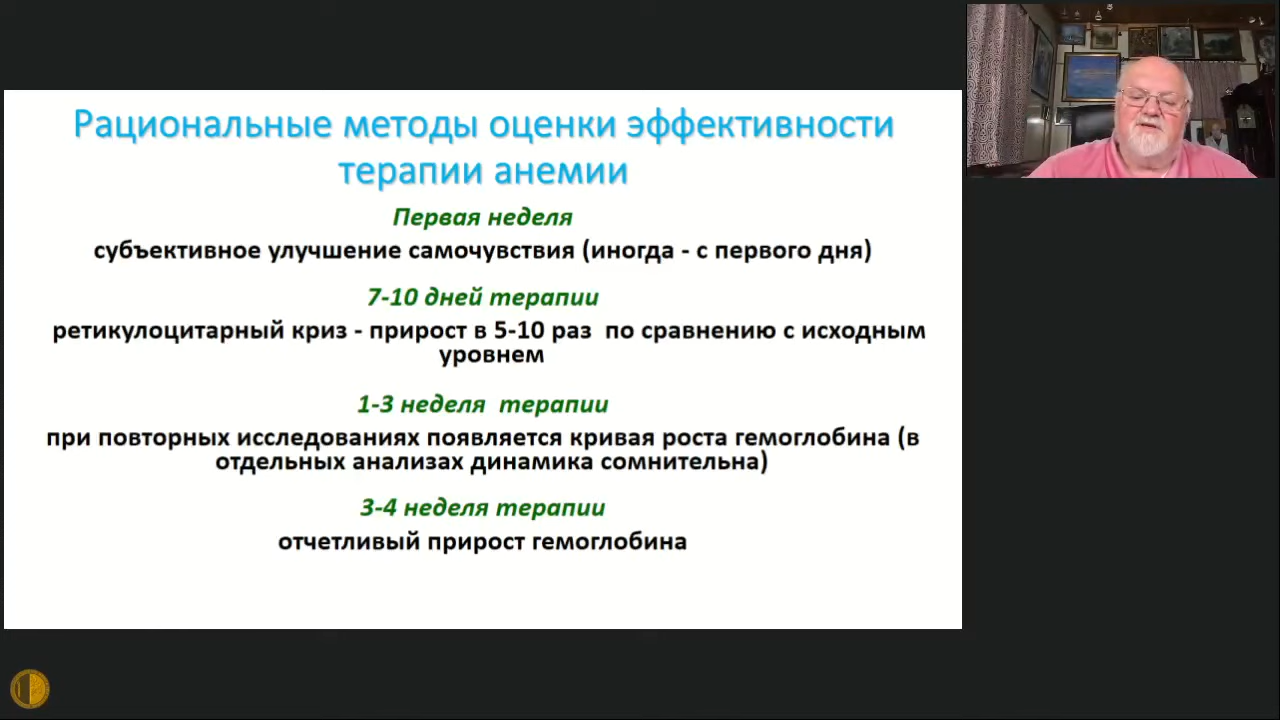 Рациональные методы оценки эффективности
терапии анемии
Первая неделя
субъективное улучшение самочувствия (иногда - с первого дня)
7-10 дней терапии
ретикулоцитарный криз - прирост в 5-10 раз  по сравнению с исходным
уровнем
1-3 неделя  терапии
при повторных исследованиях появляется кривая роста гемоглобина (в
отдельных анализах динамика сомнительна)
3-4 неделя терапии
отчетливый прирост гемоглобина